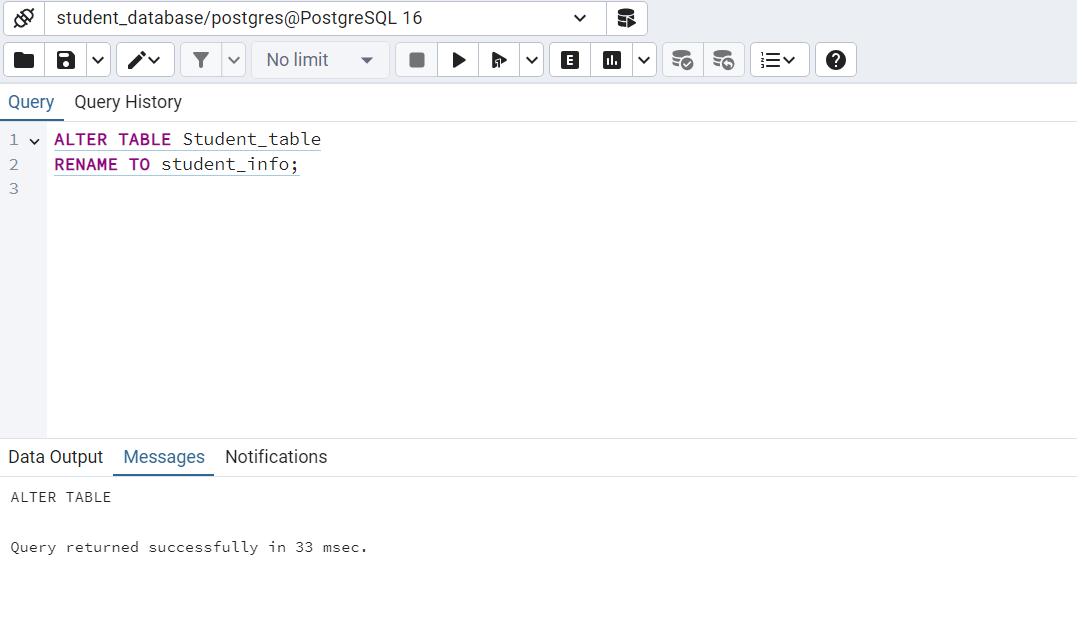 student_database/postgres@PostgreSQL 16
No limit
E
Query Query History
1 ALTER TABLE Student_table
2 RENAME TO student_info;
3
Data Output Messages Notifications
ALTER TABLE
Query returned successfully in 33 msec.